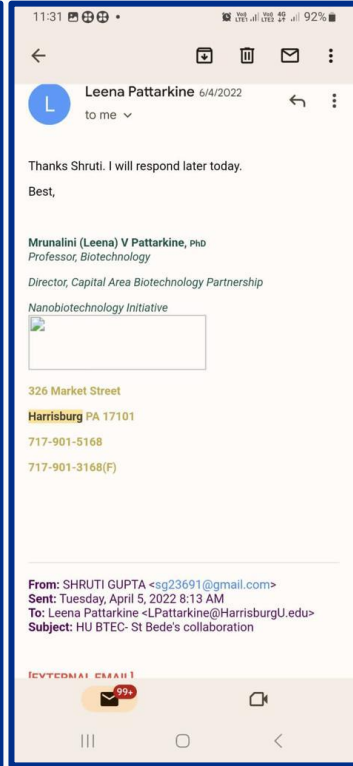 11:31
92%
L
Leena Pattarkine 6/4/2022
to me
Thanks Shruti. I will respond later today.
Best,
Mrunalini (Leena) V Pattarkine, PhD
Professor, Biotechnology
Director, Capital Area Biotechnology Partnership
Nanobiotechnology Initiative
326 Market Street
Harrisburg PA 17101
717-901-5168
717-901-3168(F)
From: SHRUTI GUPTA <sg23691@gmail.com>
Sent: Tuesday, April 5, 2022 8:13 AM
To: Leena Pattarkine <LPattarkine@HarrisburgU.edu>
Subject: HU BTEC- St Bede's collaboration
[EXTERNAL EMAIL]
99+